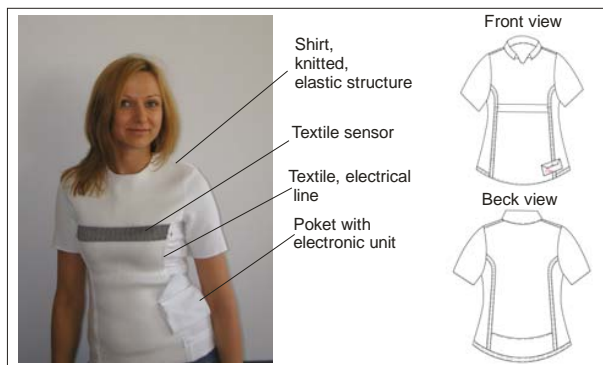 Shirt,
knitted,
elastic structure
Textile sensor
Textile, electrical
line
Poket with
electronic unit
Front view
Beck view